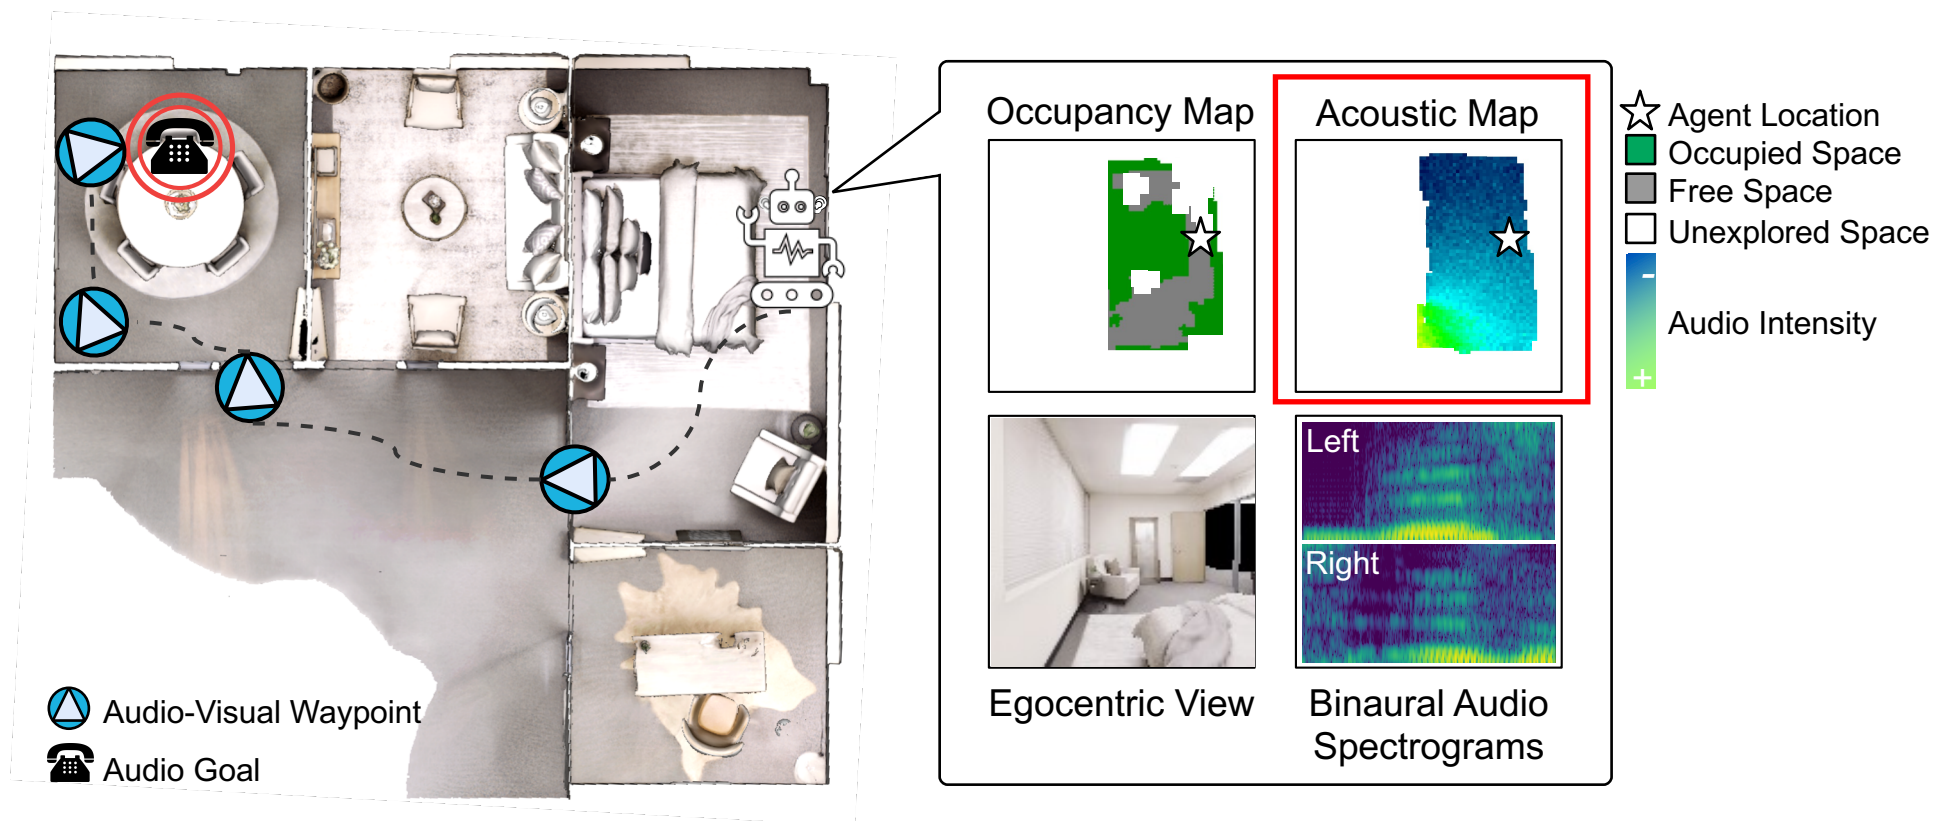 Occupancy Map
Acoustic Map
Agent Location
Occupied Space
Free Space
Unexplored Space
-
+
Audio Intensity
Left
Right
Egocentric View
Binaural Audio
Spectrograms
Audio-Visual Waypoint
Audio Goal